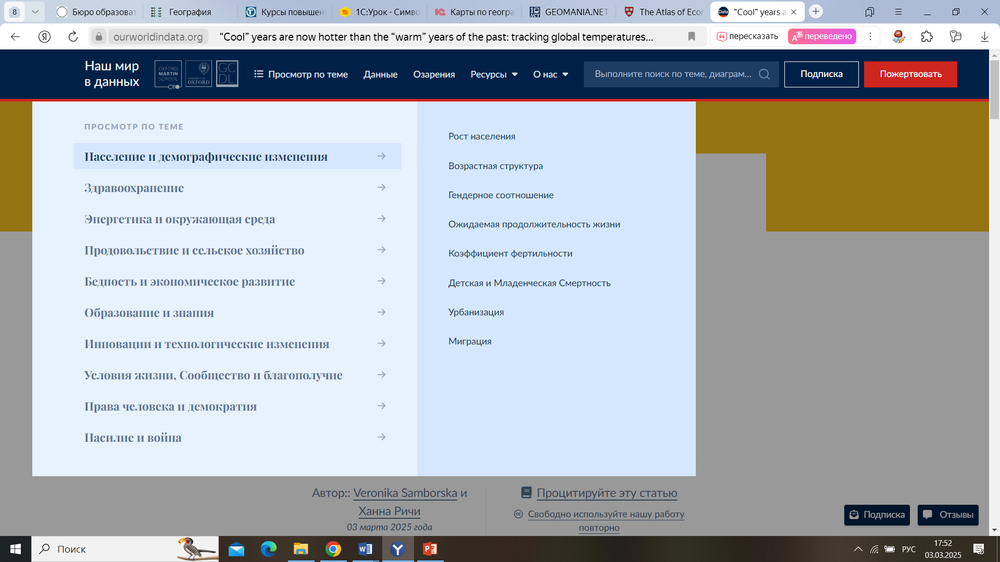 8
Бюро образоват
География
Курсы повышени
1С:Урок - Симво
Карты по геогра
GEOMANIA.NET
The Atlas of Econ
Data
“Cool” years a
Я
ourworldindata.org
“Cool” years are now hotter than the “warm” years of the past: tracking global temperatures...
пересказать
переведено
Наш мир
в данных
OXFORD
MARTIN
SCHOOL
UNIVERSITY OF
OXFORD
GC
DL
Просмотр по теме
Данные
Озарения
Ресурсы
О нас
Выполните поиск по теме, диаграм...
Подписка
Пожертвовать
ПРОСМОТР ПО ТЕМЕ
Население и демографические изменения
Здравоохранение
Энергетика и окружающая среда
Продовольствие и сельское хозяйство
Бедность и экономическое развитие
Образование и знания
Инновации и технологические изменения
Условия жизни, Сообщество и благополучие
Права человека и демократия
Насилие и война
Рост населения
Возрастная структура
Гендерное соотношение
Ожидаемая продолжительность жизни
Коэффициент фертильности
Детская и Младенческая Смертность
Урбанизация
Миграция
Автор:: Veronika Samborska и
Ханна Ричи
03 марта 2025 года
Процитируйте эту статью
Свободно используйте нашу работу
повторно
Подписка
Отзывы
Поиск
РУС
17:52
03.03.2025